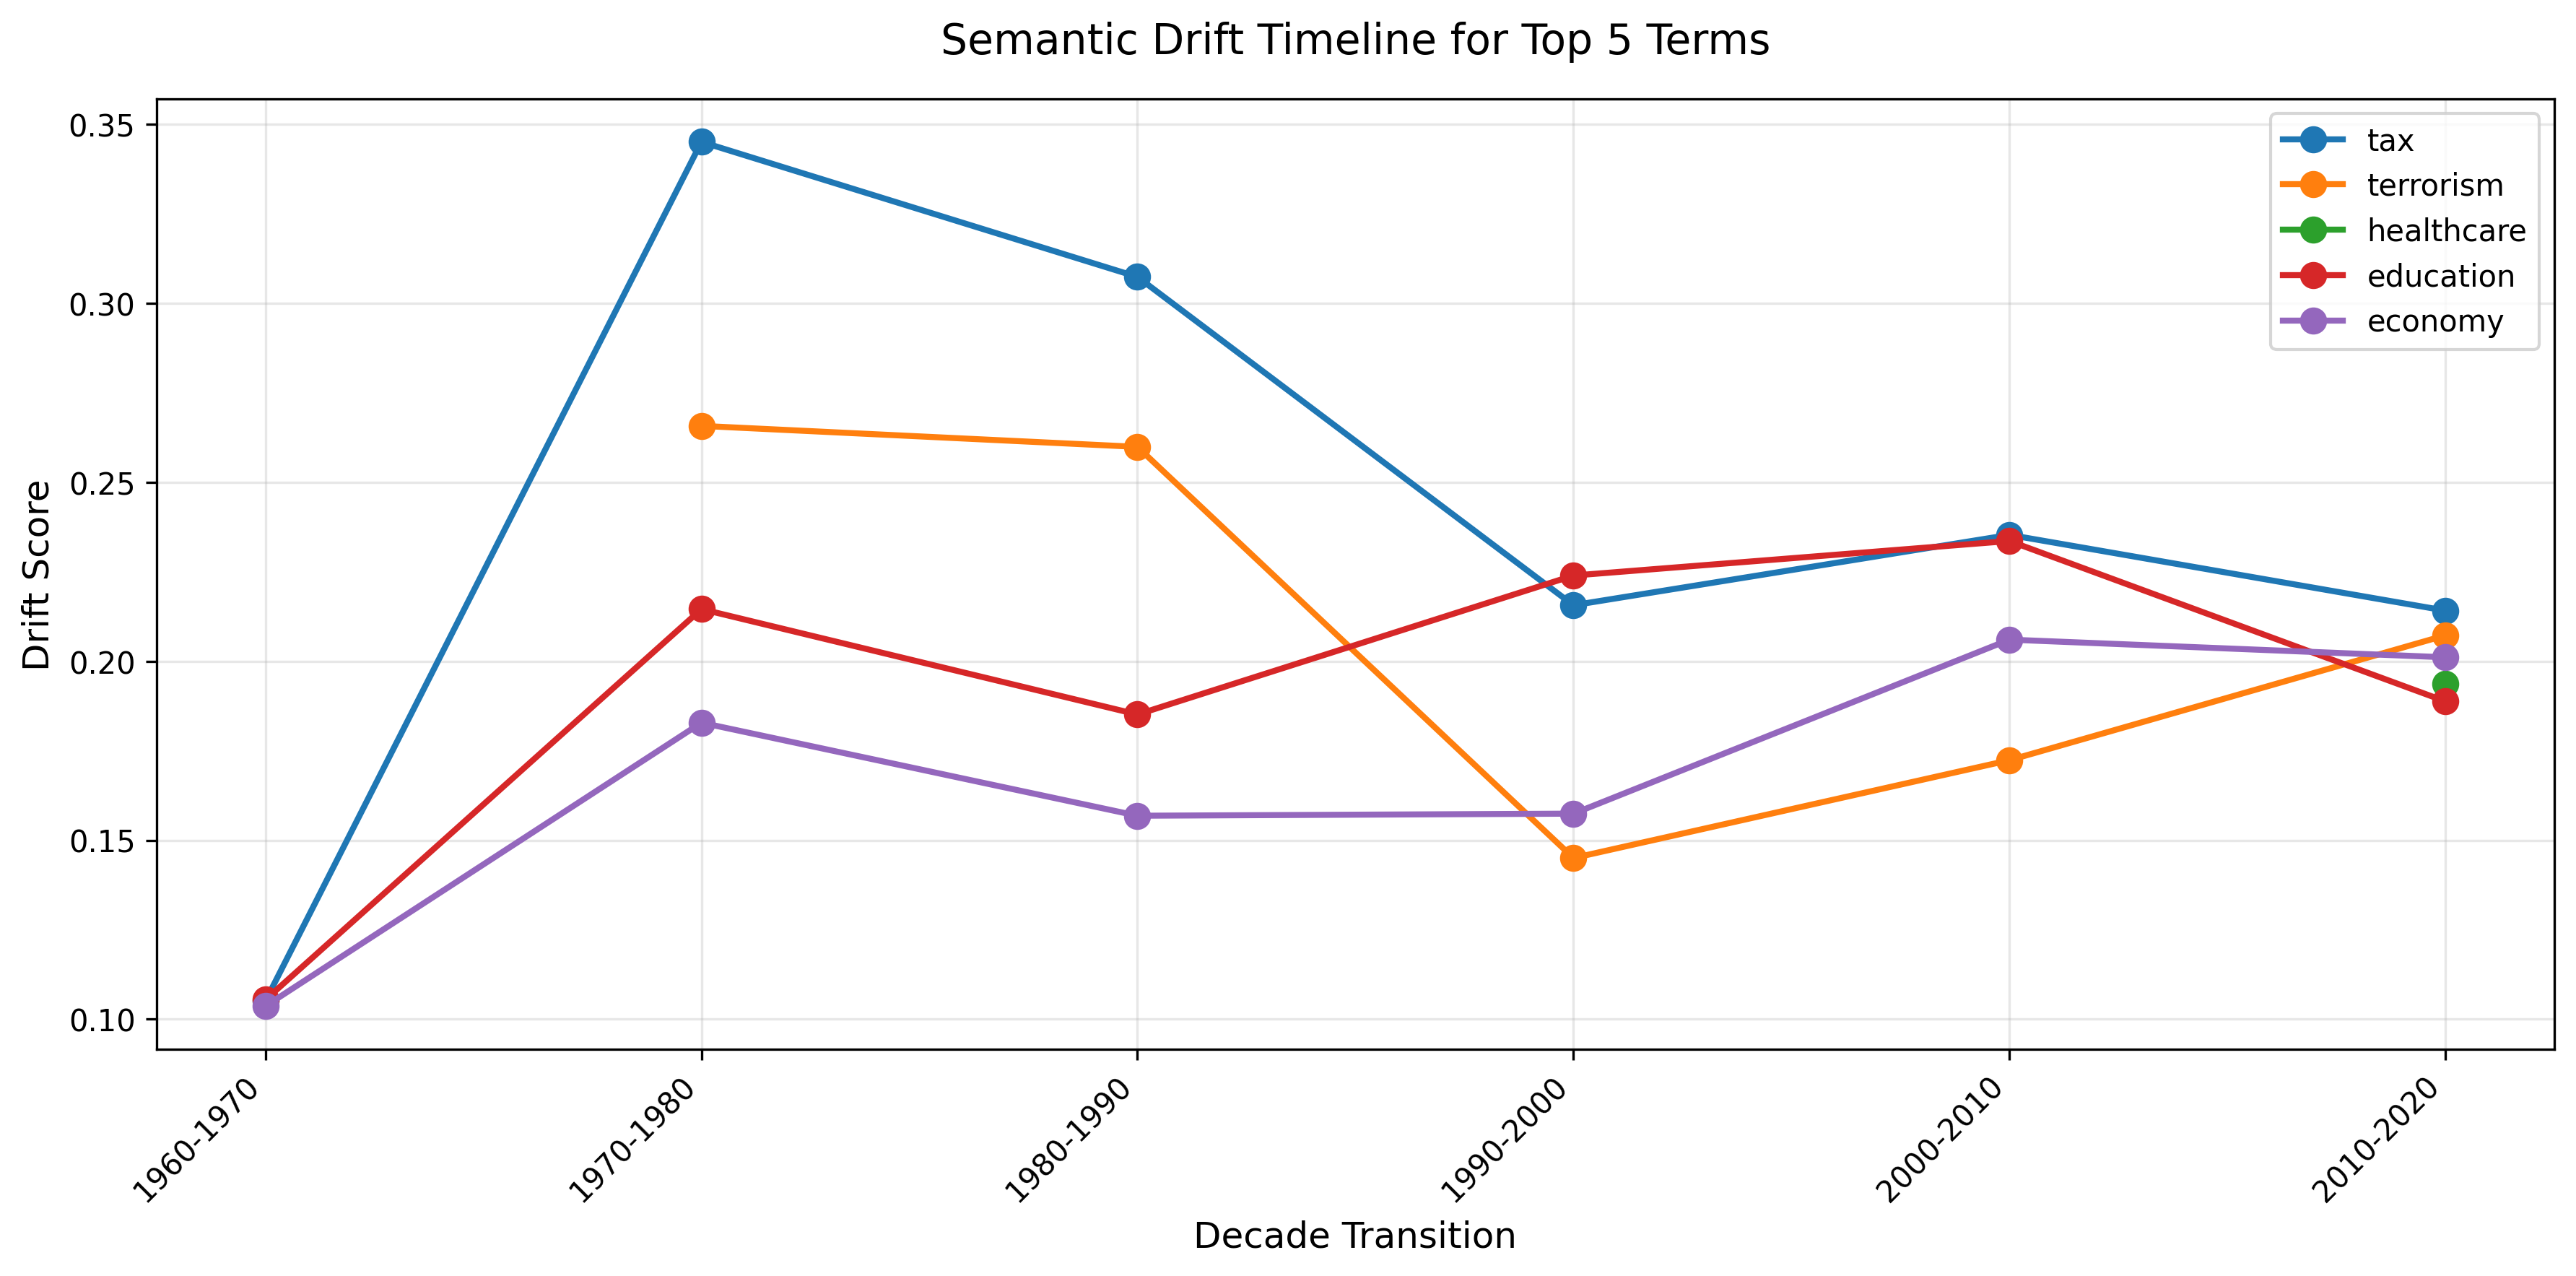 Semantic Drift Timeline for Top 5 Terms
0.35
0.30
0.25
0.20
0.15
0.10
Drift Score
tax
terrorism
healthcare
education
economy
1960-1970
1970-1980
1980-1990
1990-2000
2000-2010
2010-2020
Decade Transition